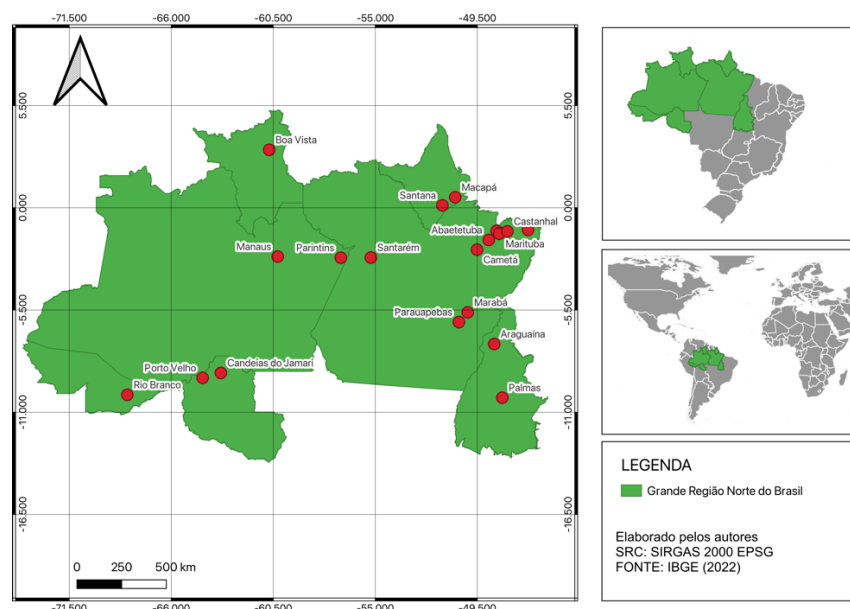 -71.500 -66.000 -60.500 -55.000 -49.500
5.500 5.500
Boa Vista
Macapá
Santana
0.000 0.000
Castanhal
Abaetetuba
Marituba
Manaus Parintins Santarém
Cametá
-5.500 -5.500
Marabá
Parauapebas
Araguaína
Candeias do Jamari
Porto Velho
Rio Branco
Palmas
-11.000 -11.000
-16.500 -16.500
0 250 500 km
-71.500 -66.000 -60.500 -55.000 -49.500
LEGENDA
Grande Região Norte do Brasil
Elaborado pelos autores
SRC: SIRGAS 2000 EPSG
FONTE: IBGE (2022)